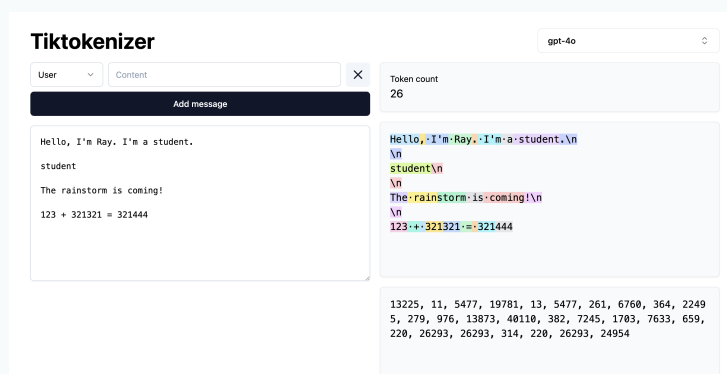 Tiktokenizer
gpt-4o
User
Content
Add message
Token count
26
Hello, I'm Ray. I'm a student.
student
The rainstorm is coming!
123 + 321321 = 321444
Hello,·I'm·Ray.·I'm·a·student.\n
\n
student\n
\n
The·rainstorm·is·coming!\n
\n
123·+·321321·=·321444
13225, 11, 5477, 19781, 13, 5477, 261, 6760, 364, 2249
5, 279, 976, 13873, 40110, 382, 7245, 1703, 7633, 659,
220, 26293, 26293, 314, 220, 26293, 24954